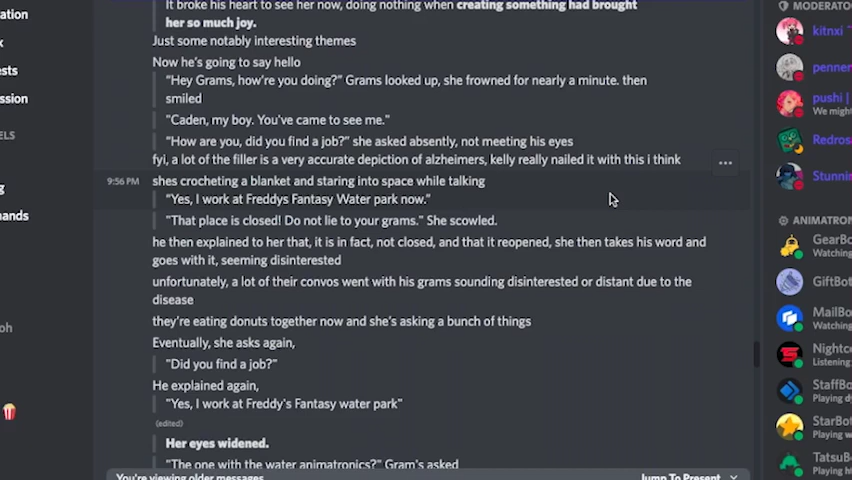 It broke his heart to see her now, doing nothing when creating something had brought
her so much joy.
Just some notably interesting themes
Now he's going to say hello
"Hey Grams, how're you doing?" Grams looked up, she frowned for nearly a minute. then
smiled
"Caden, my boy. You've came to see me."
"How are you, did you find a job?" she asked absently, not meeting his eyes
fyi, a lot of the filler is a very accurate depiction of alzheimers, kelly really nailed it with this i think
9:56 PM shes crocheting a blanket and staring into space while talking
"Yes, I work at Freddys Fantasy Water park now."
"That place is closed! Do not lie to your grams." She scowled.
he then explained to her that, it is in fact, not closed, and that it reopened, she then takes his word and
goes with it, seeming disinterested
unfortunately, a lot of their convos went with his grams sounding disinterested or distant due to the
disease
they're eating donuts together now and she's asking a bunch of things
Eventually, she asks again,
"Did you find a job?"
He explained again,
"Yes, I work at Freddy's Fantasy water park"
(edited)
Her eyes widened.
"The one with the water animatronics?" Gram's asked
You're viewing older messages
Jump To Present
MODERATO
kitnxi
penner
pushi |
We might
Redros
Stunnin
ANIMATRON
GearBo
Watching
GiftBot
MailBo
Watching
Nightc
Listening
StaffBo
Playing dy
StarBot
Playing w
TatsuB
Playing